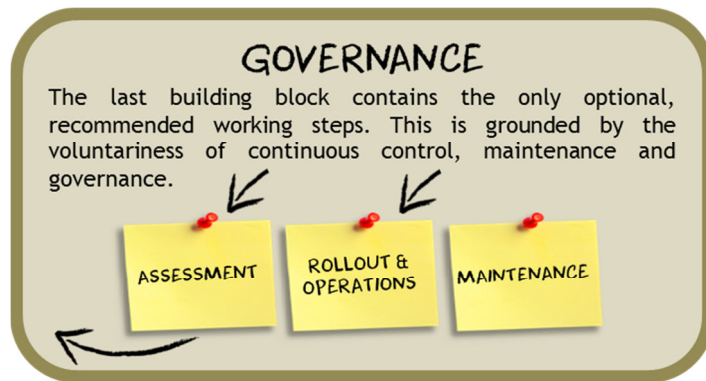 GOVERNANCE
The last building block contains the only optional,
recommended working steps. This is grounded by the
voluntariness of continuous control, maintenance and
governance.
ASSESSMENT
ROLLOUT &
OPERATIONS
MAINTENANCE